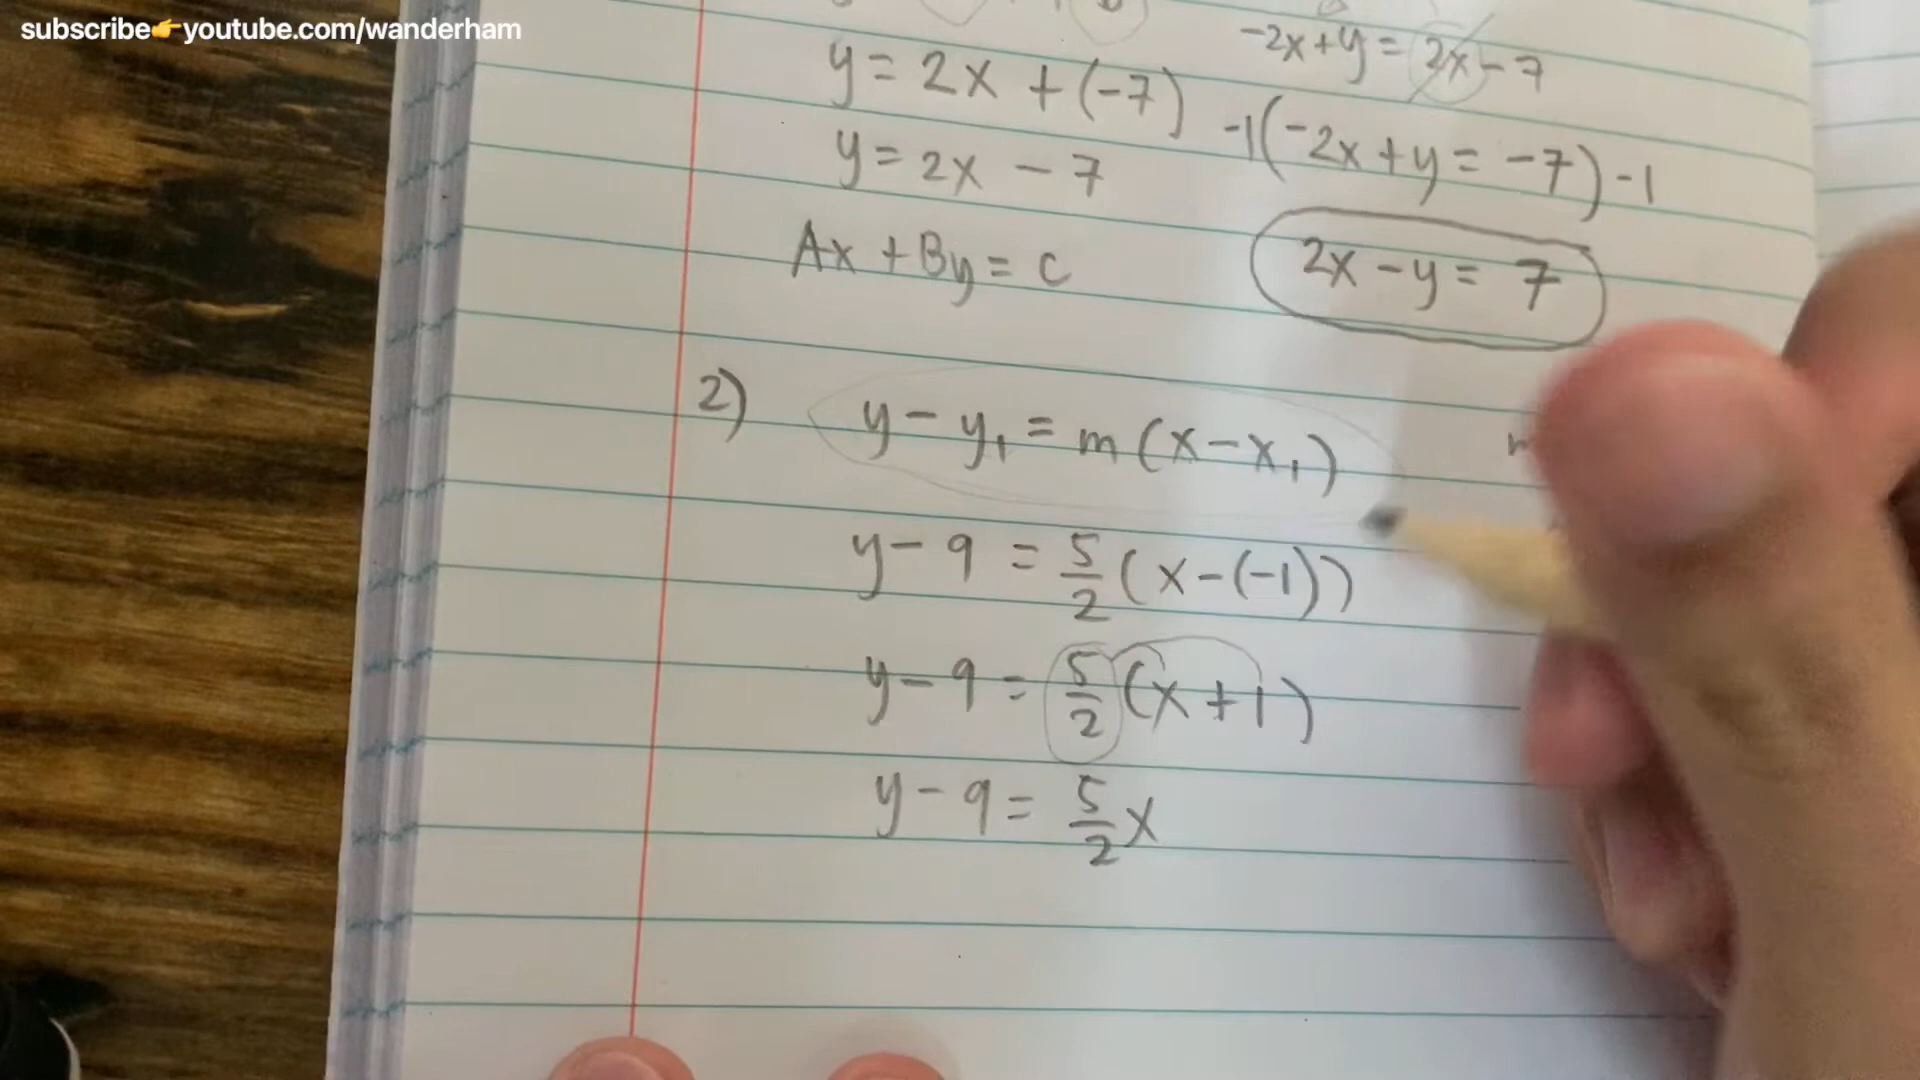 subscribe👉youtube.com/wanderham
-2x+y = 2x-7
y = 2x + (-7)
-1(-2x+y = -7)-1
y = 2x - 7
Ax + By = C
2x - y = 7
2)
y - y₁ = m(x - x₁)
y - 9 = 5/2(x-(-1))
y - 9 = 5/2(x+1)
y - 9 = 5/2x